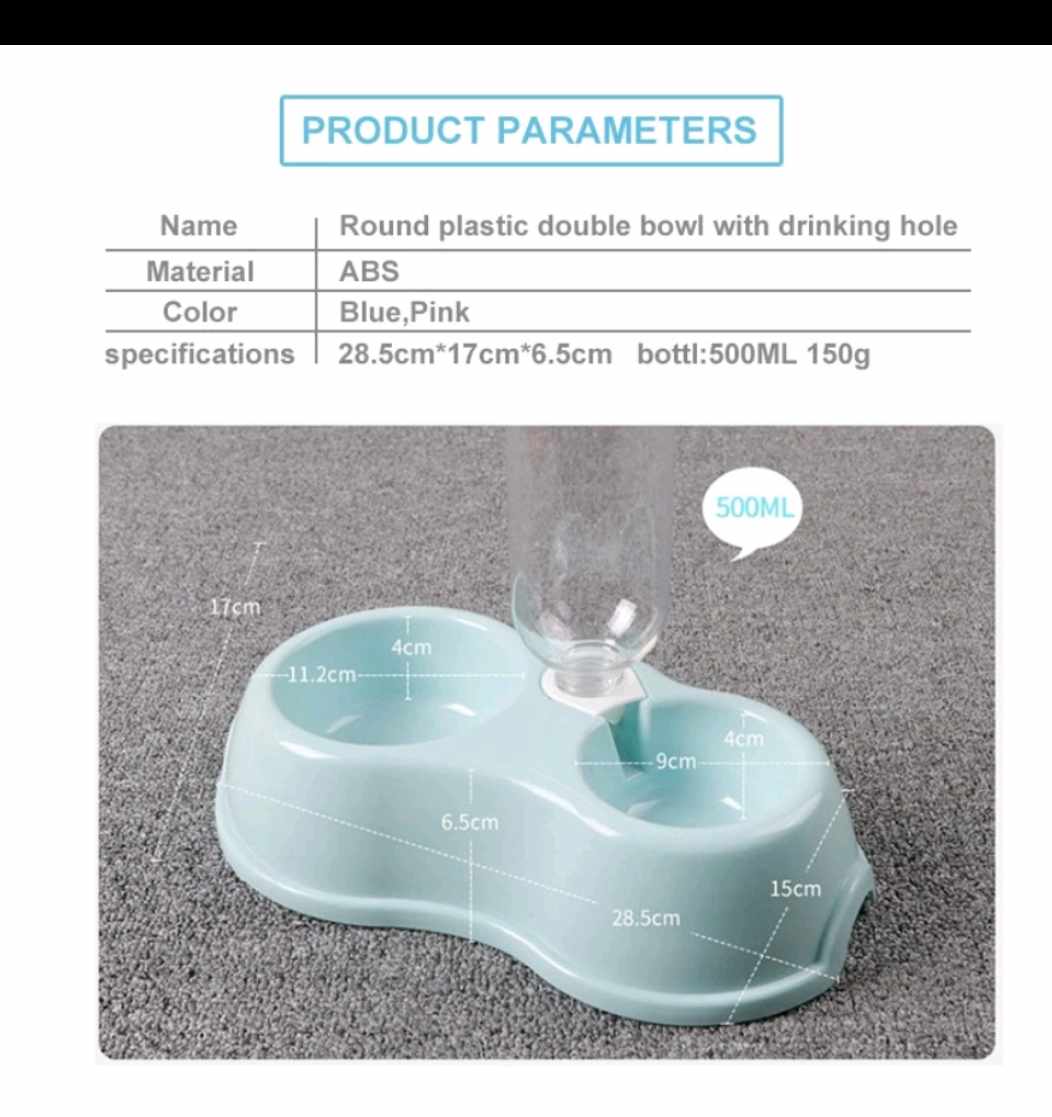 PRODUCT PARAMETERS
Name Round plastic double bowl with drinking hole
Material ABS
Color Blue,Pink
specifications 28.5cm*17cm*6.5cm bottl:500ML 150g
500ML
17cm
4cm
11.2cm
4cm
9cm
6.5cm
15cm
28.5cm